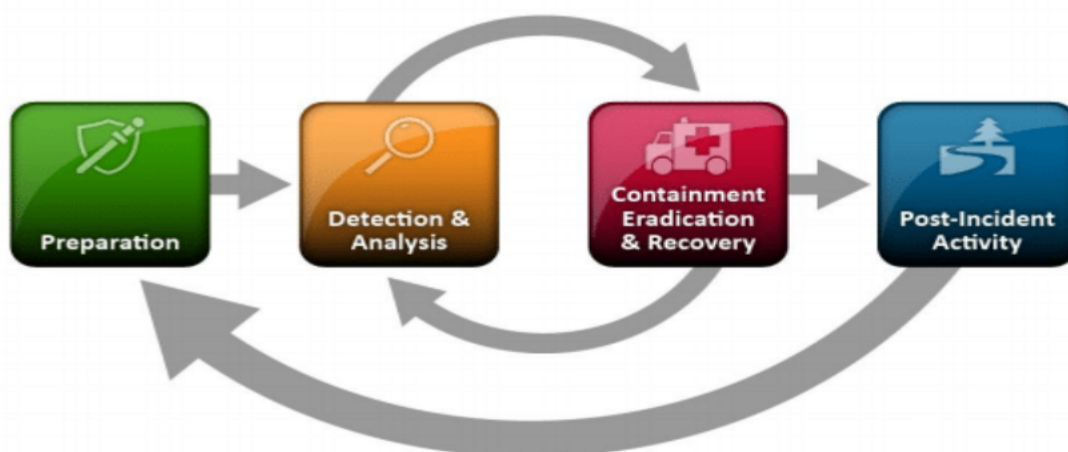 Preparation
Detection &
Analysis
Containment
Eradication
& Recovery
Post-Incident
Activity